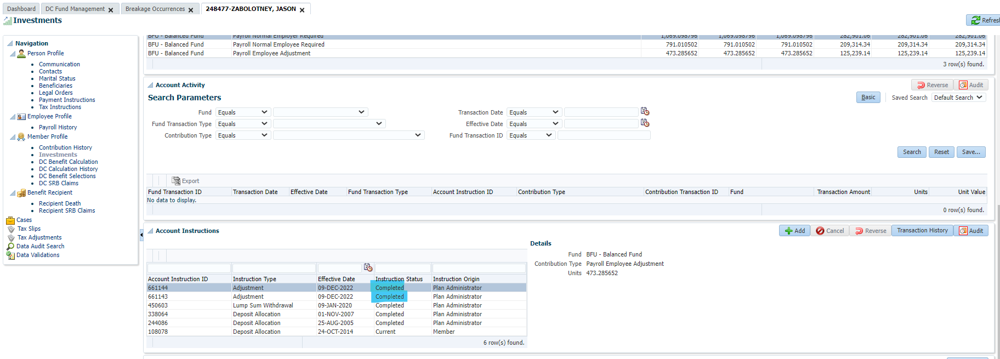 Dashboard DC Fund Management Breakage Occurrences 248477-ZABOLOTNEY, JASON
Investments
Refresh
Navigation
Person Profile
Communication
Contacts
Marital Status
Beneficiaries
Legal Orders
Payment Instructions
Tax Instructions
Employee Profile
Payroll History
Member Profile
Contribution History
Investments
DC Benefit Calculation
DC Calculation History
DC Benefit Selections
DC SRB Claims
Benefit Recipient
Recipient Death
Recipient SRB Claims
Cases
Tax Slips
Tax Adjustments
Data Audit Search
Data Validations
BFU - Balanced Fund Payroll Normal Employer Required 1,069.098796 1,069.098796 1,069.098796 282,901.06 282,901.06 282,901.06
BFU - Balanced Fund Payroll Normal Employee Required 791.010502 791.010502 791.010502 209,314.34 209,314.34 209,314.34
BFU - Balanced Fund Payroll Employee Adjustment 473.285652 473.285652 473.285652 125,239.14 125,239.14 125,239.14
3 row(s) found.
Account Activity Reverse Audit
Search Parameters Basic Saved Search Default Search
Fund Equals Transaction Date Equals
Fund Transaction Type Equals Effective Date Equals
Contribution Type Equals Fund Transaction ID Equals
Search Reset Save...
Export
Fund Transaction ID Transaction Date Effective Date Fund Transaction Type Account Instruction ID Contribution Type Contribution Transaction ID Fund Transaction Amount Units Unit Value
No data to display.
0 row(s) found.
Account Instructions Add Cancel Reverse Transaction History Audit
Details
Fund BFU - Balanced Fund
Contribution Type Payroll Employee Adjustment
Units 473.285652
Account Instruction ID Instruction Type Effective Date Instruction Status Instruction Origin
661144 Adjustment 09-DEC-2022 Completed Plan Administrator
661143 Adjustment 09-DEC-2022 Completed Plan Administrator
450603 Lump Sum Withdrawal 09-JAN-2020 Completed Plan Administrator
338064 Deposit Allocation 01-NOV-2007 Completed Plan Administrator
244086 Deposit Allocation 25-AUG-2005 Completed Plan Administrator
108078 Deposit Allocation 24-OCT-2014 Current Member
6 row(s) found.